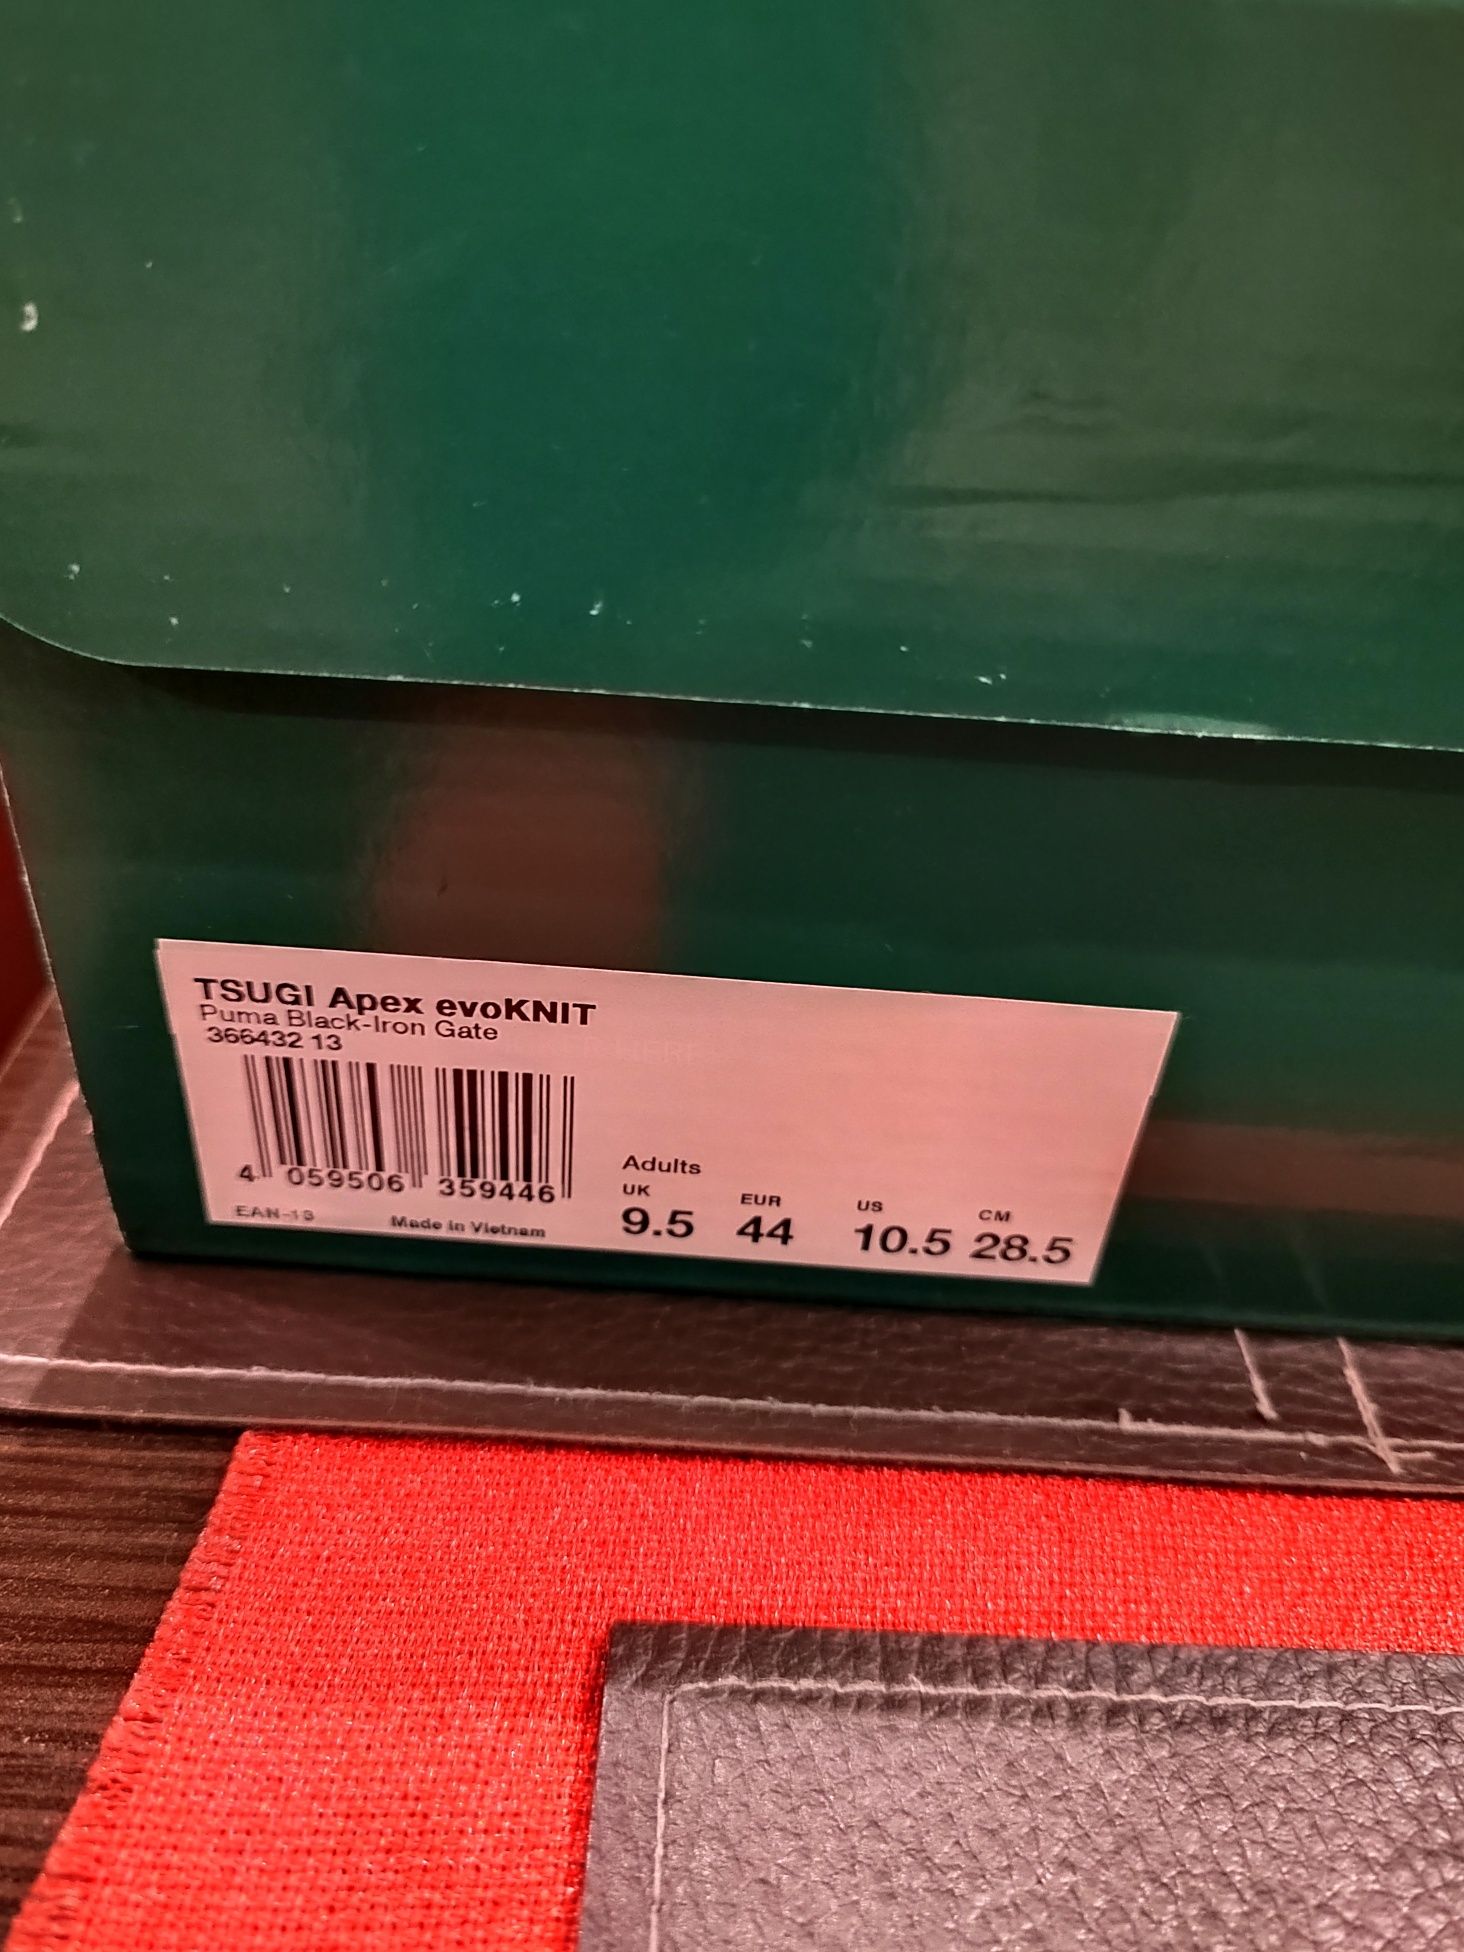 TSUGI Apex evoKNIT
Puma Black-Iron Gate
366432 13
4 059506 359446
EAN-13
Made in Vietnam
Adults
UK EUR US CM
9.5 44 10.5 28.5